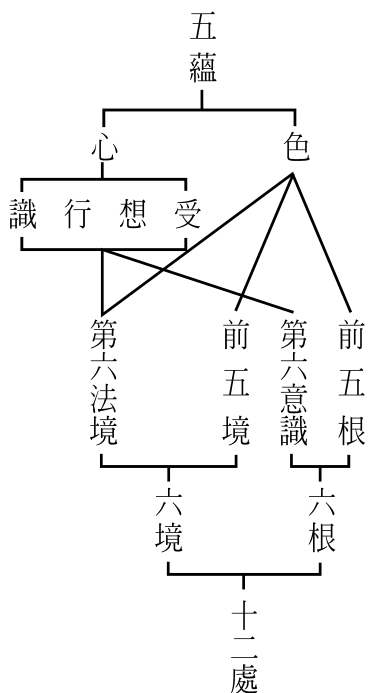 五蘊
色
心
受
想
行
識
前五根
第六意識
前五境
第六法境
六根
六境
十二處